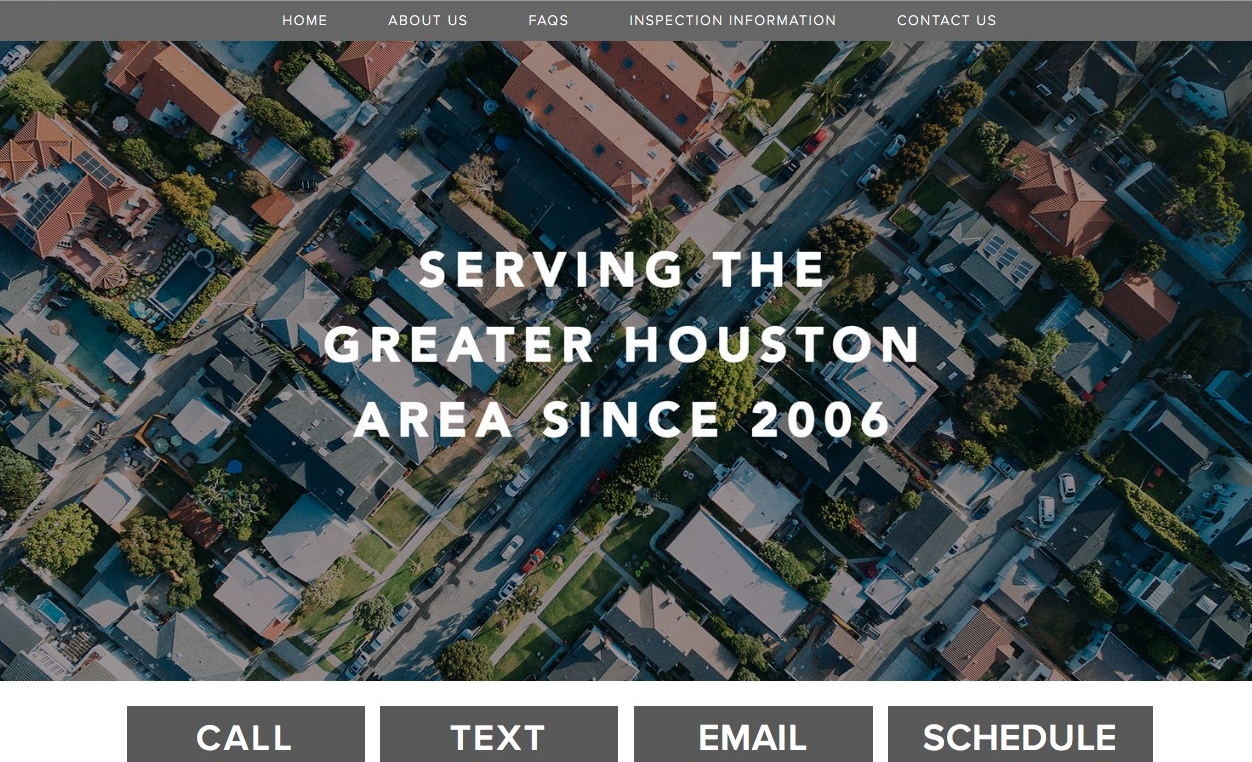 HOME ABOUT US FAQS INSPECTION INFORMATION CONTACT US
SERVING THE
GREATER HOUSTON
AREA SINCE 2006
CALL TEXT EMAIL SCHEDULE